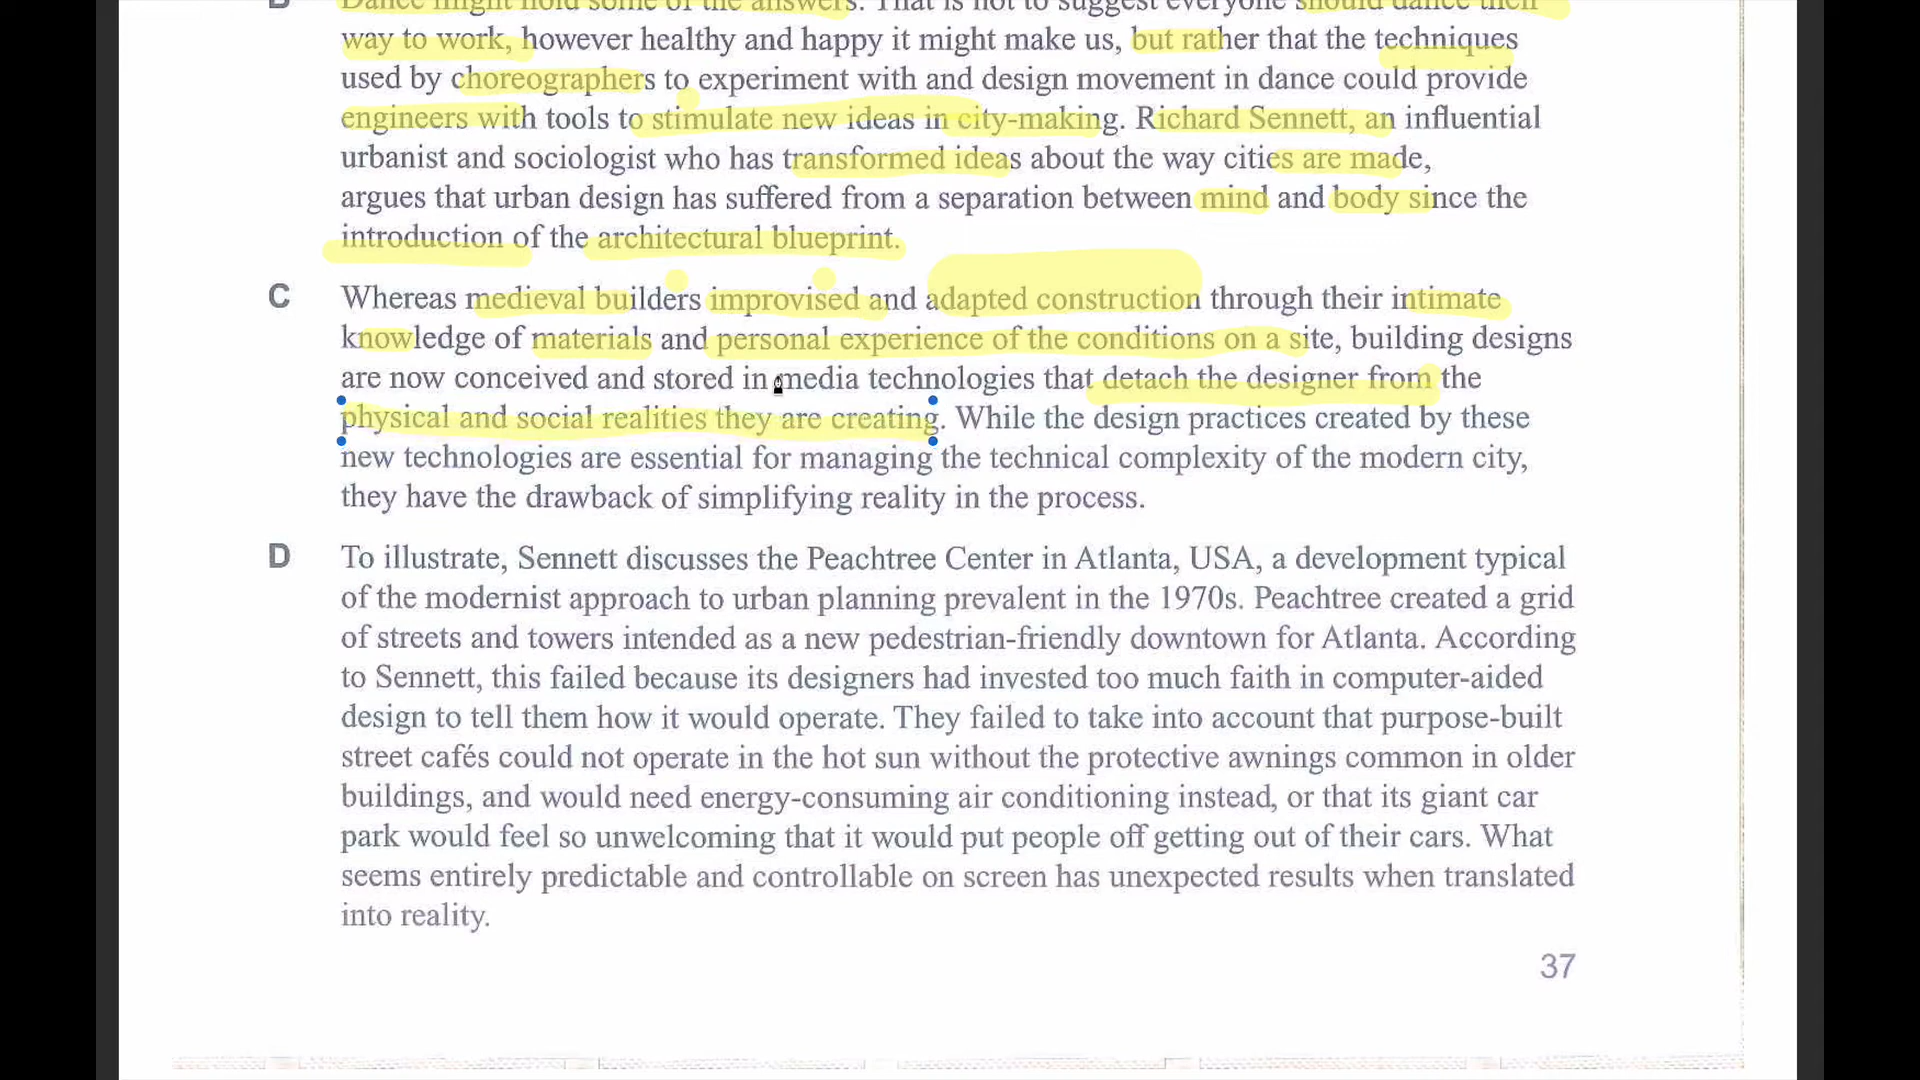 B Dance might hold some of the answers. That is not to suggest everyone should dance their
way to work, however healthy and happy it might make us, but rather that the techniques
used by choreographers to experiment with and design movement in dance could provide
engineers with tools to stimulate new ideas in city-making. Richard Sennett, an influential
urbanist and sociologist who has transformed ideas about the way cities are made,
argues that urban design has suffered from a separation between mind and body since the
introduction of the architectural blueprint.
C Whereas medieval builders improvised and adapted construction through their intimate
knowledge of materials and personal experience of the conditions on a site, building designs
are now conceived and stored in media technologies that detach the designer from the
physical and social realities they are creating. While the design practices created by these
new technologies are essential for managing the technical complexity of the modern city,
they have the drawback of simplifying reality in the process.
D To illustrate, Sennett discusses the Peachtree Center in Atlanta, USA, a development typical
of the modernist approach to urban planning prevalent in the 1970s. Peachtree created a grid
of streets and towers intended as a new pedestrian-friendly downtown for Atlanta. According
to Sennett, this failed because its designers had invested too much faith in computer-aided
design to tell them how it would operate. They failed to take into account that purpose-built
street cafés could not operate in the hot sun without the protective awnings common in older
buildings, and would need energy-consuming air conditioning instead, or that its giant car
park would feel so unwelcoming that it would put people off getting out of their cars. What
seems entirely predictable and controllable on screen has unexpected results when translated
into reality.
37